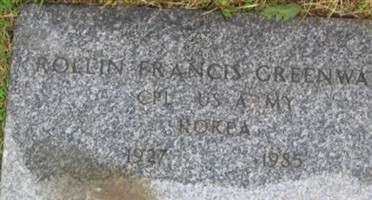 ROLLIN FRANCIS GREENWA
CPL US ARMY
KOREA
1927 1985